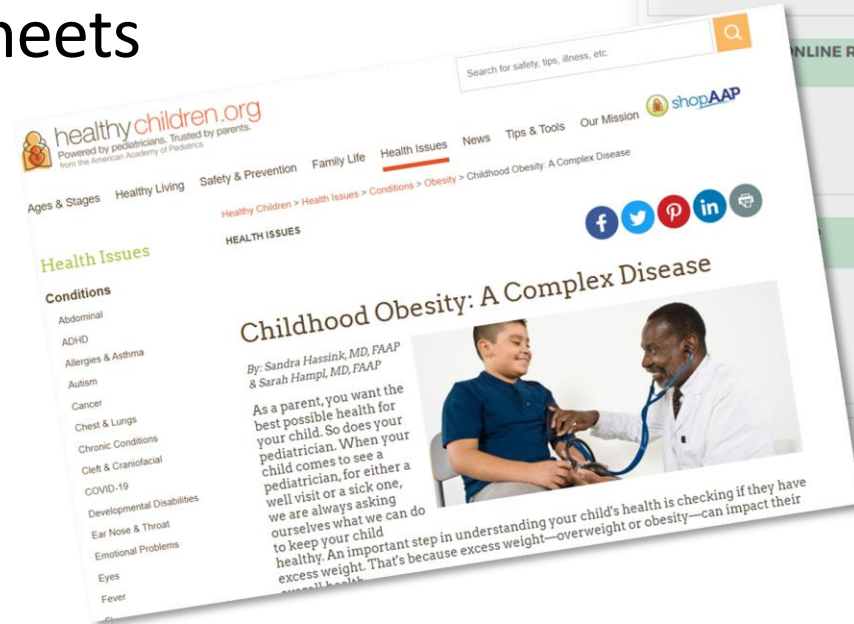 Search for safety, tips, illness, etc.
healthychildren.org
Powered by pediatricians. Trusted by parents.
from the American Academy of Pediatrics
shopAAP
Ages & Stages Healthy Living Safety & Prevention Family Life Health Issues News Tips & Tools Our Mission
Healthy Children > Health Issues > Conditions > Obesity > Childhood Obesity: A Complex Disease
HEALTH ISSUES
Health Issues
Conditions
Abdominal
ADHD
Allergies & Asthma
Autism
Cancer
Chest & Lungs
Chronic Conditions
Cleft & Craniofacial
COVID-19
Developmental Disabilities
Ear Nose & Throat
Emotional Problems
Eyes
Fever
Childhood Obesity: A Complex Disease
By: Sandra Hassink, MD, FAAP
& Sarah Hampl, MD, FAAP
As a parent, you want the
best possible health for
your child. So does your
pediatrician. When your
child comes to see a
pediatrician, for either a
well visit or a sick one,
we are always asking
ourselves what we can do
to keep your child
healthy. An important step in understanding your child's health is checking if they have
excess weight. That's because excess weight—overweight or obesity—can impact their